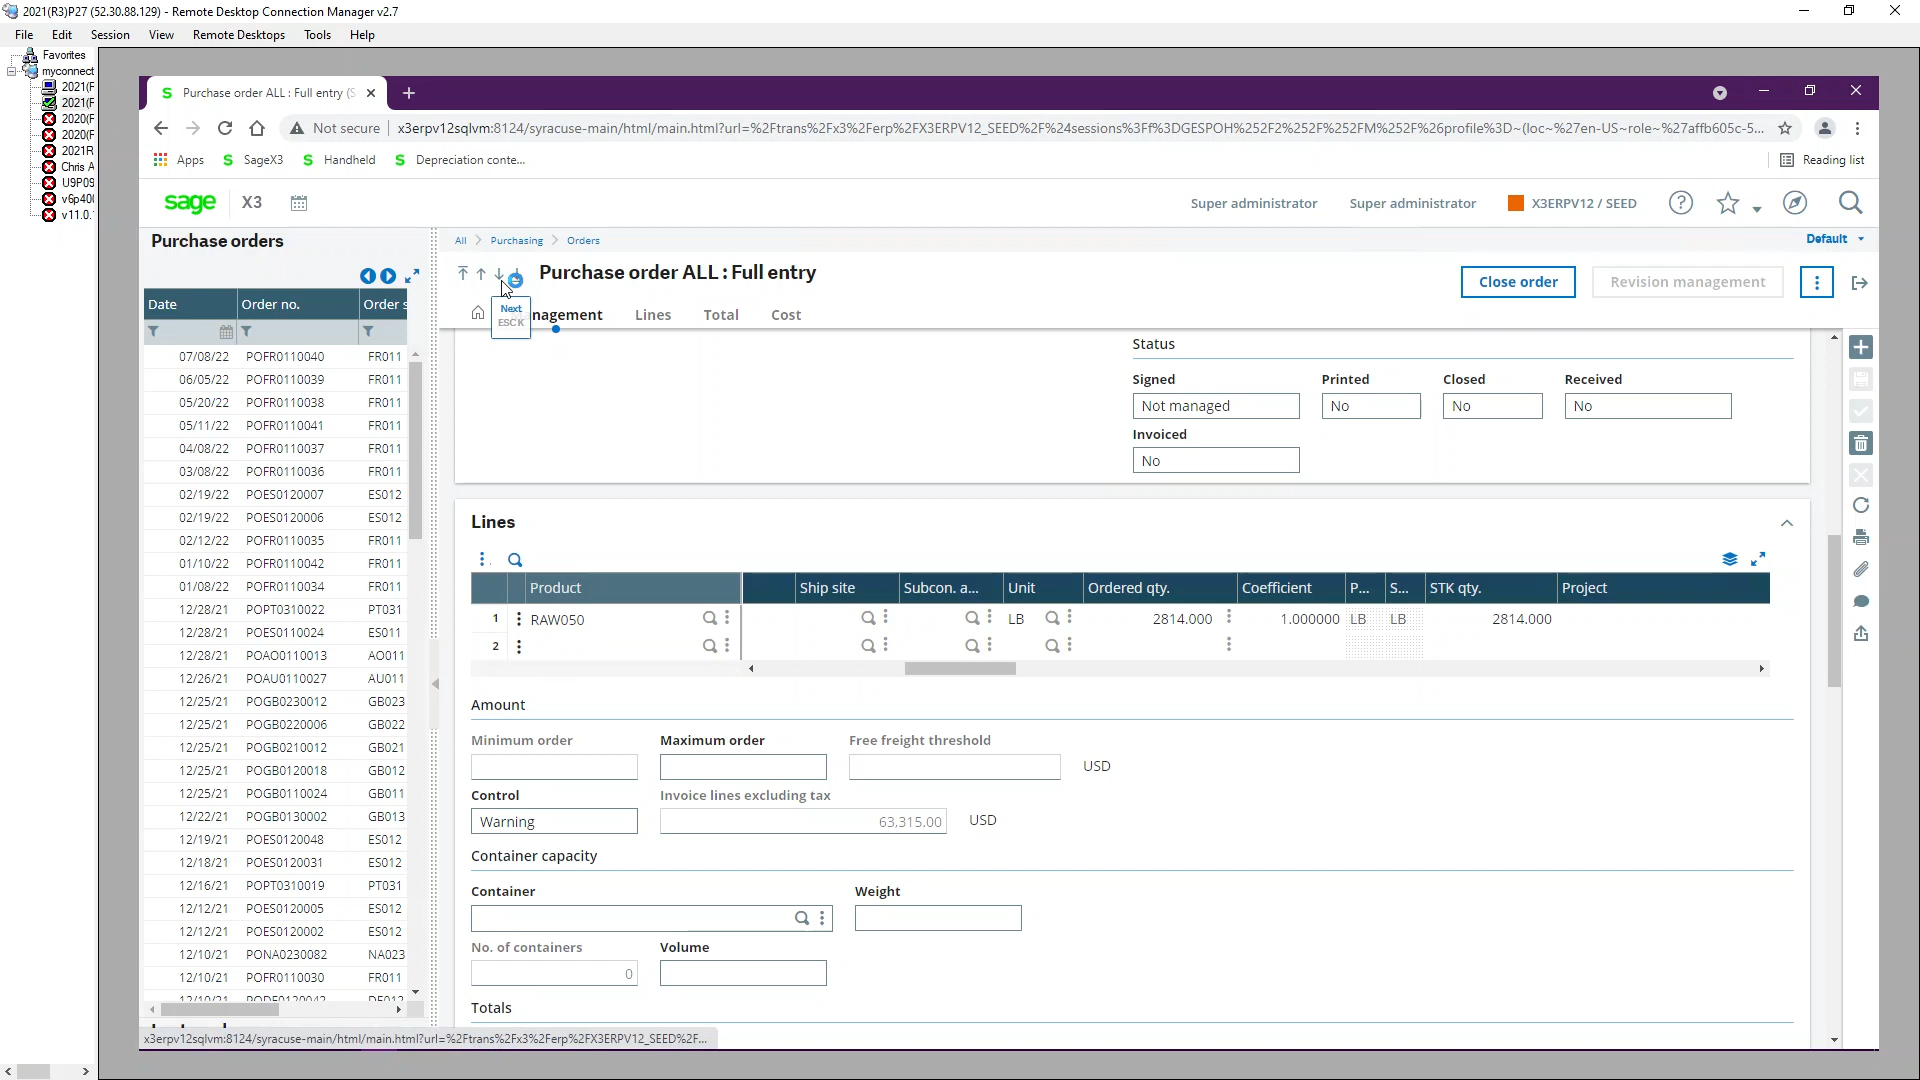 2021(R3)P27 (52.30.88.129) - Remote Desktop Connection Manager v2.7
File Edit Session View Remote Desktops Tools Help
Favorites
myconnect
2021(F
2021(F
2020(F
2020(F
2021R
Chris A
U9P09
v6p40(
v11.0.
Purchase order ALL : Full entry (S
Not secure x3erpv12sqlvm:8124/syracuse-main/html/main.html?url=%2Ftrans%2Fx3%2Ferp%2FX3ERPV12_SEED%2F%24sessions%3Ff%3DGESPOH%252F2%252F%252FM%252F%26profile%3D~(loc~%27en-US~role~%27affb605c-5...
Apps SageX3 Handheld Depreciation conte... Reading list
sage X3 Super administrator Super administrator X3ERPV12 / SEED
Purchase orders
Date Order no. Order s
07/08/22 POFR0110040 FR011
06/05/22 POFR0110039 FR011
05/20/22 POFR0110038 FR011
05/11/22 POFR0110041 FR011
04/08/22 POFR0110037 FR011
03/08/22 POFR0110036 FR011
02/19/22 POES0120007 ES012
02/19/22 POES0120006 ES012
02/12/22 POFR0110035 FR011
01/10/22 POFR0110042 FR011
01/08/22 POFR0110034 FR011
12/28/21 POPT0310022 PT031
12/28/21 POES0110024 ES011
12/28/21 POAO0110013 AO011
12/26/21 POAU0110027 AU011
12/25/21 POGB0230012 GB023
12/25/21 POGB0220006 GB022
12/25/21 POGB0210012 GB021
12/25/21 POGB0120018 GB012
12/25/21 POGB0110024 GB011
12/22/21 POGB0130002 GB013
12/19/21 POES0120048 ES012
12/18/21 POES0120031 ES012
12/16/21 POPT0310019 PT031
12/12/21 POES0120005 ES012
12/12/21 POES0120002 ES012
12/10/21 PONA0230082 NA023
12/10/21 POFR0110030 FR011
12/10/21 PODE0120042 DE012
All Purchasing Orders Default
Purchase order ALL : Full entry
Close order Revision management
Next
ESCK
nagement Lines Total Cost
Status
Signed Printed Closed Received
Not managed No No No
Invoiced
No
Lines
Product Ship site Subcon. a... Unit Ordered qty. Coefficient P... S... STK qty. Project
1 RAW050 LB 2814.000 1.000000 LB LB 2814.000
2
Amount
Minimum order Maximum order Free freight threshold
USD
Control Invoice lines excluding tax
Warning 63,315.00 USD
Container capacity
Container Weight
No. of containers Volume
0
Totals
x3erpv12sqlvm:8124/syracuse-main/html/main.html?url=%2Ftrans%2Fx3%2Ferp%2FX3ERPV12_SEED%2F...